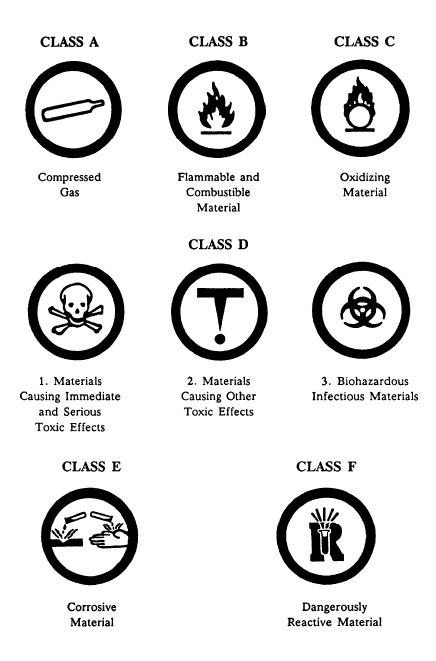 CLASS A
CLASS B
CLASS C
Compressed
Gas
Flammable and
Combustible
Material
Oxidizing
Material
CLASS D
1. Materials
Causing Immediate
and Serious
Toxic Effects
2. Materials
Causing Other
Toxic Effects
3. Biohazardous
Infectious Materials
CLASS E
CLASS F
R
Corrosive
Material
Dangerously
Reactive Material